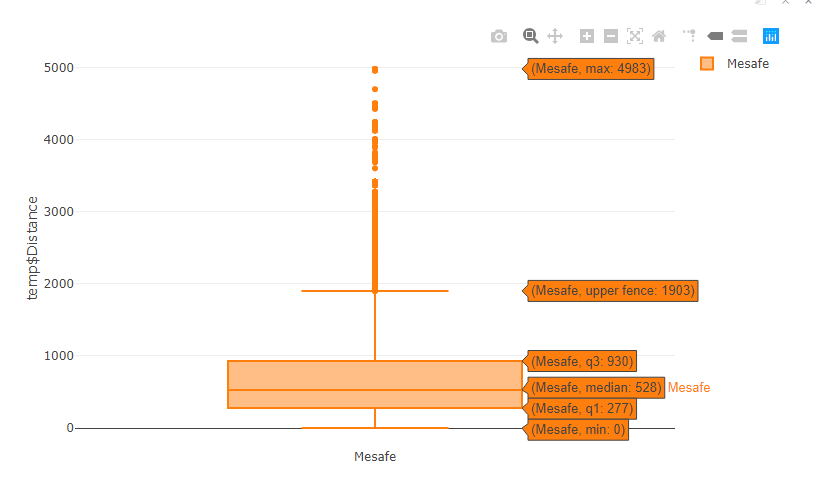 5000
4000
3000
2000
1000
0
temp$Distance
Mesafe
(Mesafe, max: 4983)
(Mesafe, upper fence: 1903)
(Mesafe, q3: 930)
(Mesafe, median: 528) Mesafe
(Mesafe, q1: 277)
(Mesafe, min: 0)
Mesafe